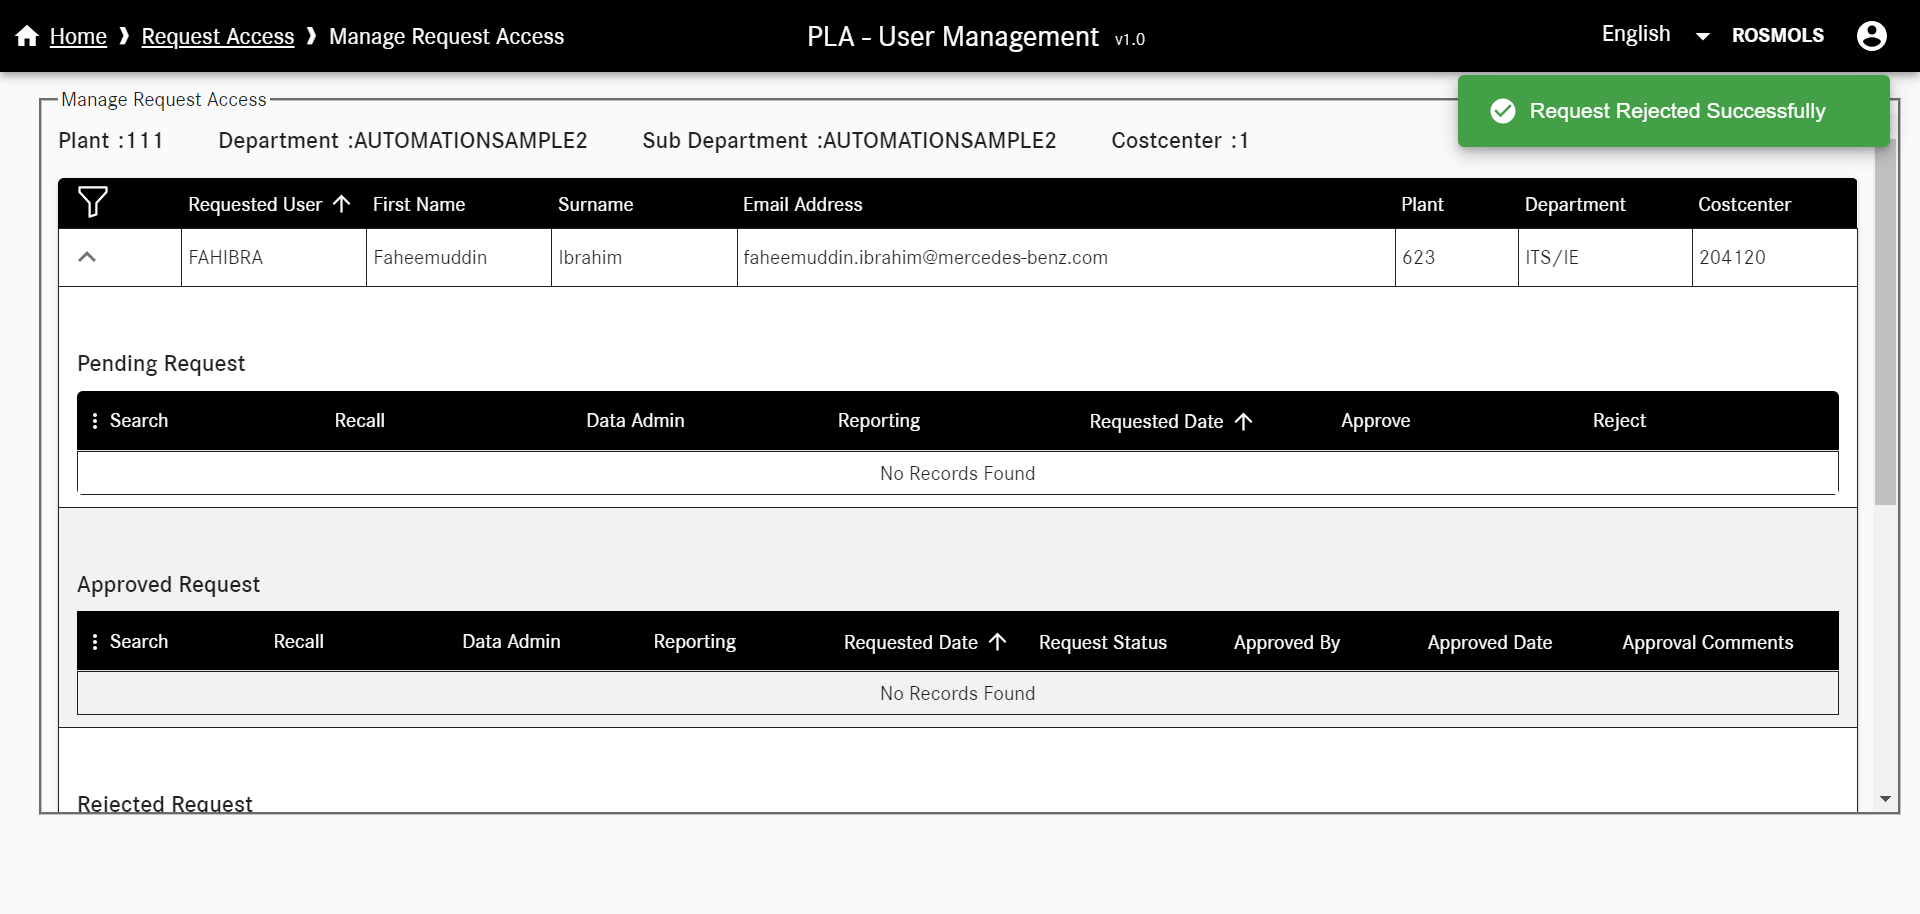 Home ❱ Request Access ❱ Manage Request Access
PLA - User Management v1.0
English
ROSMOLS
Request Rejected Successfully
Manage Request Access
Plant :111 Department :AUTOMATIONSAMPLE2 Sub Department :AUTOMATIONSAMPLE2 Costcenter :1
Requested User First Name Surname Email Address Plant Department Costcenter
FAHIBRA Faheemuddin Ibrahim faheemuddin.ibrahim@mercedes-benz.com 623 ITS/IE 204120
Pending Request
Search Recall Data Admin Reporting Requested Date Approve Reject
No Records Found
Approved Request
Search Recall Data Admin Reporting Requested Date Request Status Approved By Approved Date Approval Comments
No Records Found
Rejected Request